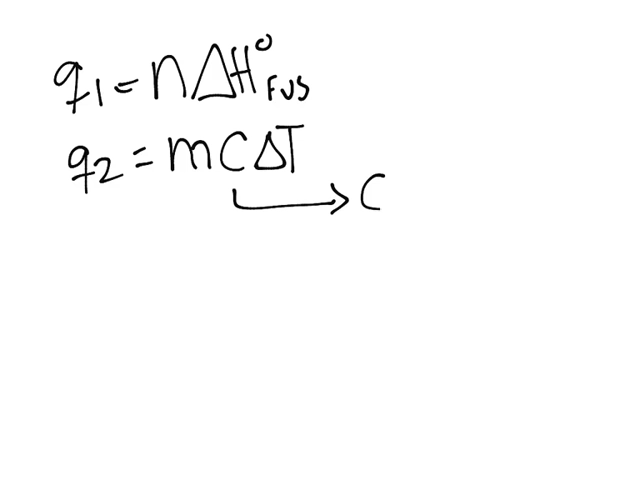 q₁ = nΔH°FUS
q₂ = mCΔT
→ C